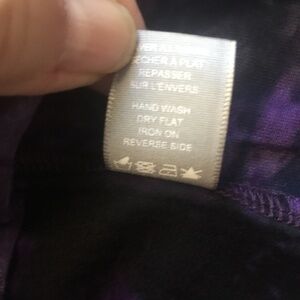 SÉCHER À PLAT
REPASSER
SUR L'ENVERS
HAND WASH
DRY FLAT
IRON ON
REVERSE SIDE